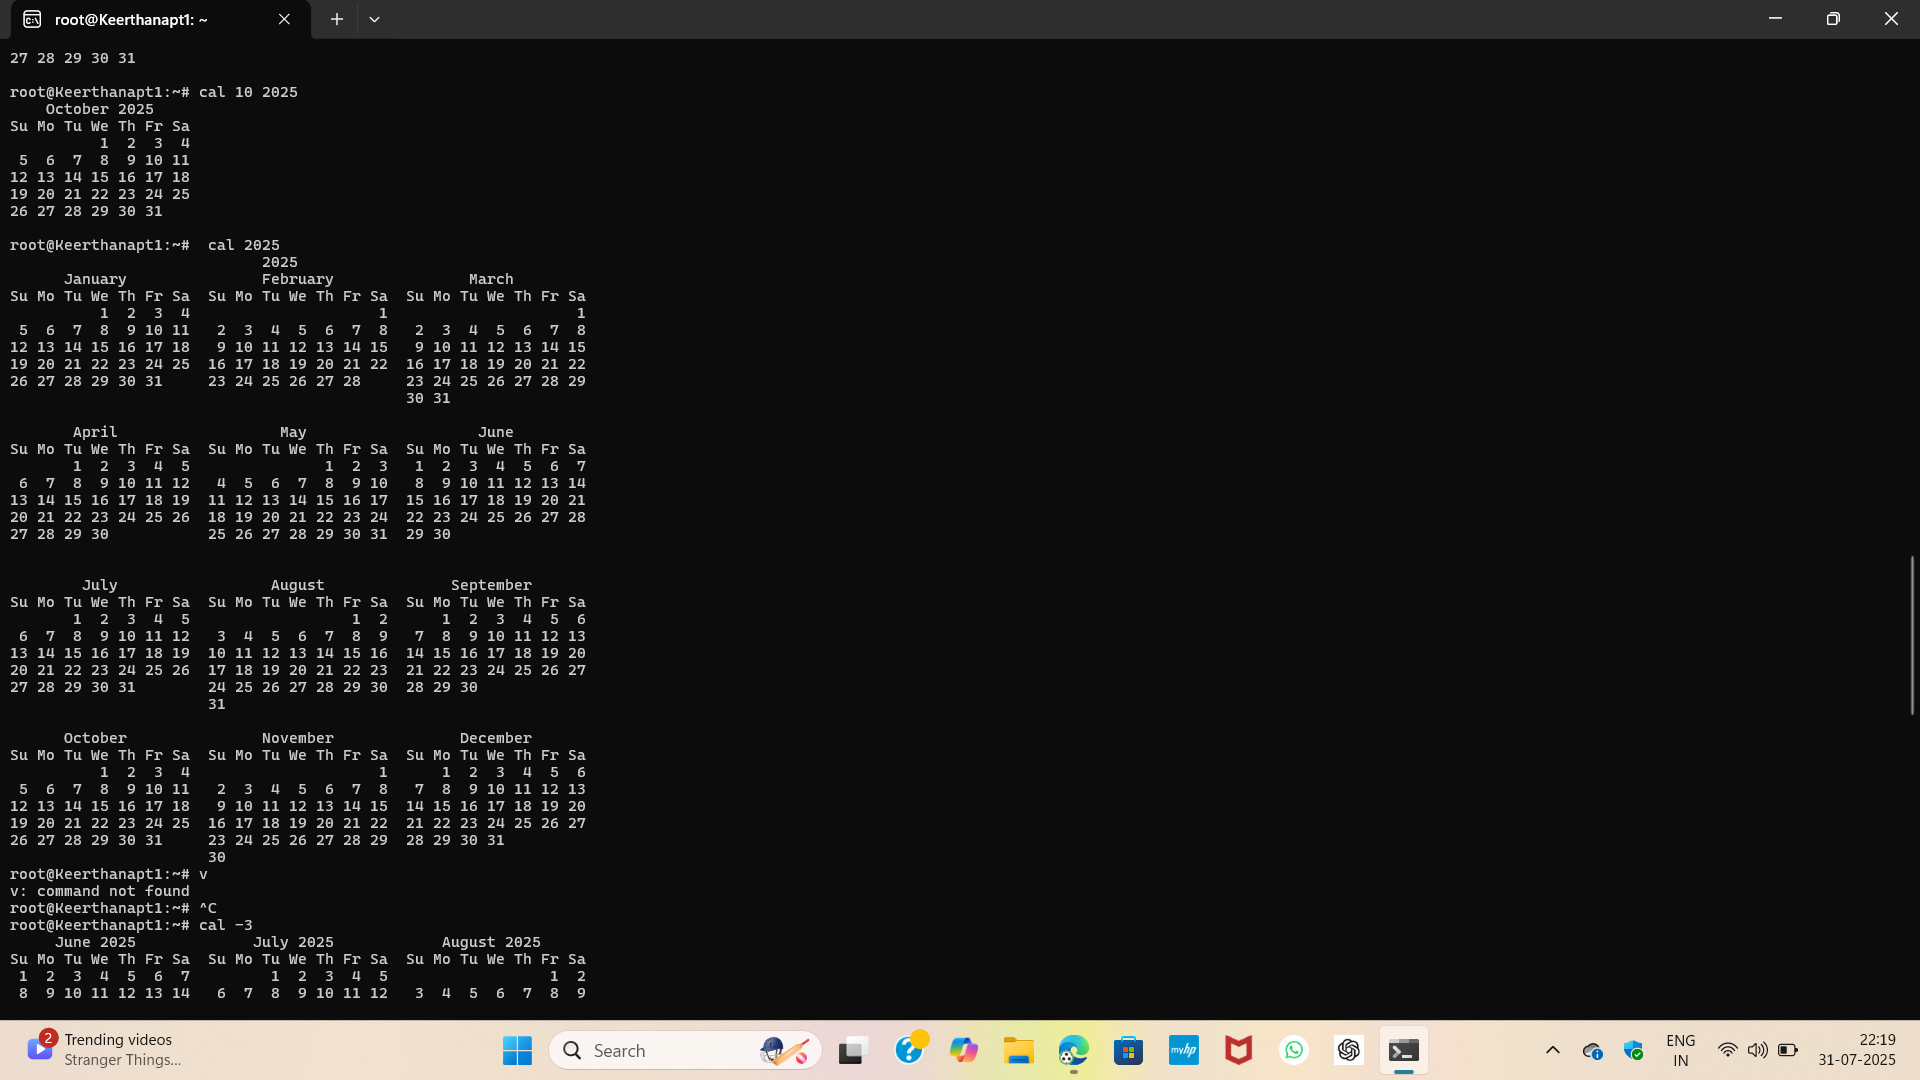 root@Keerthanapt1: ~
27 28 29 30 31
root@Keerthanapt1:~# cal 10 2025
    October 2025
Su Mo Tu We Th Fr Sa
          1  2  3  4
 5  6  7  8  9 10 11
12 13 14 15 16 17 18
19 20 21 22 23 24 25
26 27 28 29 30 31
root@Keerthanapt1:~#  cal 2025
                            2025
      January               February               March
Su Mo Tu We Th Fr Sa  Su Mo Tu We Th Fr Sa  Su Mo Tu We Th Fr Sa
          1  2  3  4                     1                     1
 5  6  7  8  9 10 11   2  3  4  5  6  7  8   2  3  4  5  6  7  8
12 13 14 15 16 17 18   9 10 11 12 13 14 15   9 10 11 12 13 14 15
19 20 21 22 23 24 25  16 17 18 19 20 21 22  16 17 18 19 20 21 22
26 27 28 29 30 31     23 24 25 26 27 28     23 24 25 26 27 28 29
                                            30 31
       April                  May                   June
Su Mo Tu We Th Fr Sa  Su Mo Tu We Th Fr Sa  Su Mo Tu We Th Fr Sa
       1  2  3  4  5               1  2  3   1  2  3  4  5  6  7
 6  7  8  9 10 11 12   4  5  6  7  8  9 10   8  9 10 11 12 13 14
13 14 15 16 17 18 19  11 12 13 14 15 16 17  15 16 17 18 19 20 21
20 21 22 23 24 25 26  18 19 20 21 22 23 24  22 23 24 25 26 27 28
27 28 29 30           25 26 27 28 29 30 31  29 30
        July                 August              September
Su Mo Tu We Th Fr Sa  Su Mo Tu We Th Fr Sa  Su Mo Tu We Th Fr Sa
       1  2  3  4  5                  1  2      1  2  3  4  5  6
 6  7  8  9 10 11 12   3  4  5  6  7  8  9   7  8  9 10 11 12 13
13 14 15 16 17 18 19  10 11 12 13 14 15 16  14 15 16 17 18 19 20
20 21 22 23 24 25 26  17 18 19 20 21 22 23  21 22 23 24 25 26 27
27 28 29 30 31        24 25 26 27 28 29 30  28 29 30
                      31
      October               November              December
Su Mo Tu We Th Fr Sa  Su Mo Tu We Th Fr Sa  Su Mo Tu We Th Fr Sa
          1  2  3  4                     1      1  2  3  4  5  6
 5  6  7  8  9 10 11   2  3  4  5  6  7  8   7  8  9 10 11 12 13
12 13 14 15 16 17 18   9 10 11 12 13 14 15  14 15 16 17 18 19 20
19 20 21 22 23 24 25  16 17 18 19 20 21 22  21 22 23 24 25 26 27
26 27 28 29 30 31     23 24 25 26 27 28 29  28 29 30 31
                      30
root@Keerthanapt1:~# v
v: command not found
root@Keerthanapt1:~# ^C
root@Keerthanapt1:~# cal -3
     June 2025             July 2025            August 2025
Su Mo Tu We Th Fr Sa  Su Mo Tu We Th Fr Sa  Su Mo Tu We Th Fr Sa
 1  2  3  4  5  6  7         1  2  3  4  5                  1  2
 8  9 10 11 12 13 14   6  7  8  9 10 11 12   3  4  5  6  7  8  9
2
Trending videos
Stranger Things...
Search
myhp
ENG
IN
22:19
31-07-2025